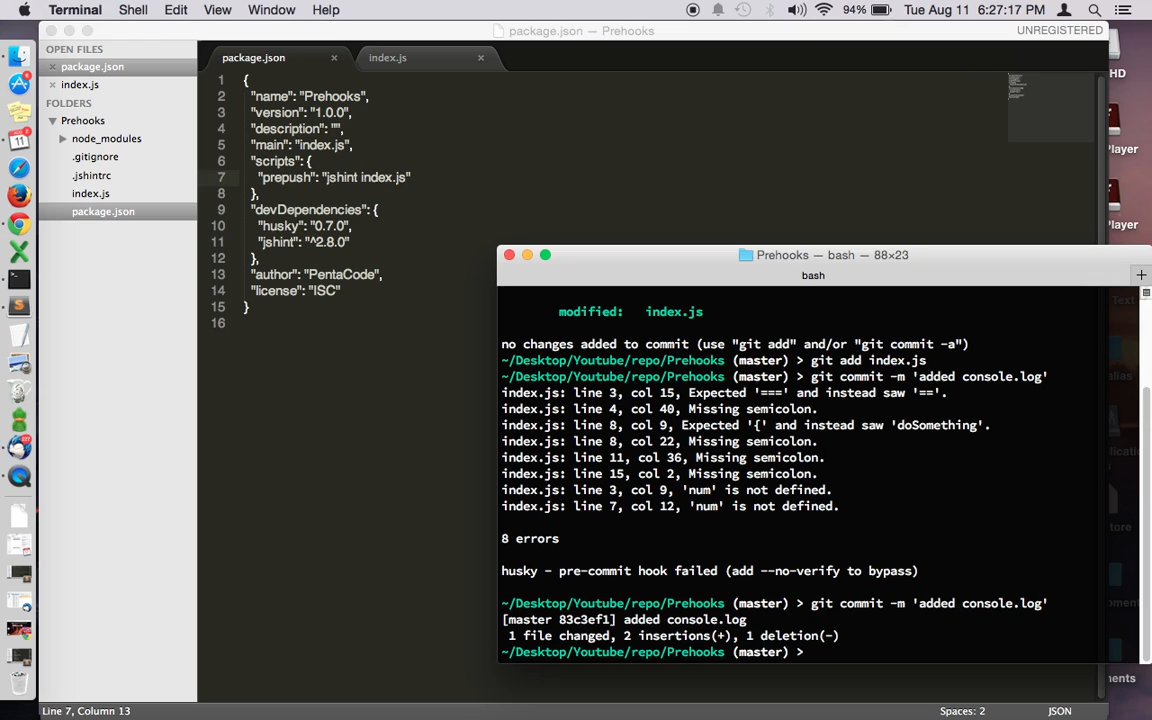 Terminal Shell Edit View Window Help 94% Tue Aug 11 6:27:17 PM
package.json — Prehooks UNREGISTERED
OPEN FILES
package.json
index.js
FOLDERS
Prehooks
node_modules
.gitignore
.jshintrc
index.js
package.json
package.json index.js
1 {
2 "name": "Prehooks",
3 "version": "1.0.0",
4 "description": "",
5 "main": "index.js",
6 "scripts": {
7 "prepush": "jshint index.js"
8 },
9 "devDependencies": {
10 "husky": "0.7.0",
11 "jshint": "^2.8.0"
12 },
13 "author": "PentaCode",
14 "license": "ISC"
15 }
16
HD
Player
Player
Prehooks — bash — 88×23
bash
modified: index.js
no changes added to commit (use "git add" and/or "git commit -a")
~/Desktop/Youtube/repo/Prehooks (master) > git add index.js
~/Desktop/Youtube/repo/Prehooks (master) > git commit -m 'added console.log'
index.js: line 3, col 15, Expected '===' and instead saw '=='.
index.js: line 4, col 40, Missing semicolon.
index.js: line 8, col 9, Expected '{' and instead saw 'doSomething'.
index.js: line 8, col 22, Missing semicolon.
index.js: line 11, col 36, Missing semicolon.
index.js: line 15, col 2, Missing semicolon.
index.js: line 3, col 9, 'num' is not defined.
index.js: line 7, col 12, 'num' is not defined.
8 errors
husky - pre-commit hook failed (add --no-verify to bypass)
~/Desktop/Youtube/repo/Prehooks (master) > git commit -m 'added console.log'
[master 83c3ef1] added console.log
1 file changed, 2 insertions(+), 1 deletion(-)
~/Desktop/Youtube/repo/Prehooks (master) >
Line 7, Column 13 Spaces: 2 JSON